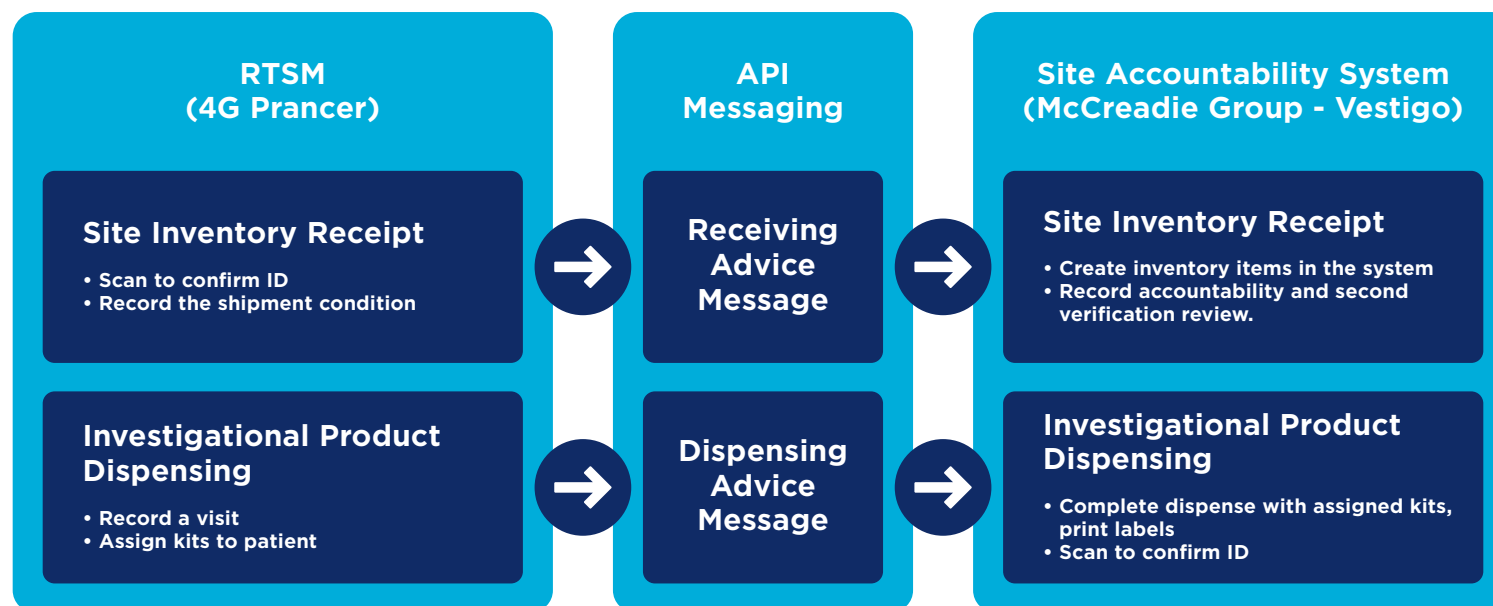 RTSM
(4G Prancer)
API
Messaging
Site Accountability System
(McCreadie Group - Vestigo)
Site Inventory Receipt
• Scan to confirm ID
• Record the shipment condition
Receiving
Advice
Message
Site Inventory Receipt
• Create inventory items in the system
• Record accountability and second
verification review.
Investigational Product
Dispensing
• Record a visit
• Assign kits to patient
Dispensing
Advice
Message
Investigational Product
Dispensing
• Complete dispense with assigned kits,
print labels
• Scan to confirm ID